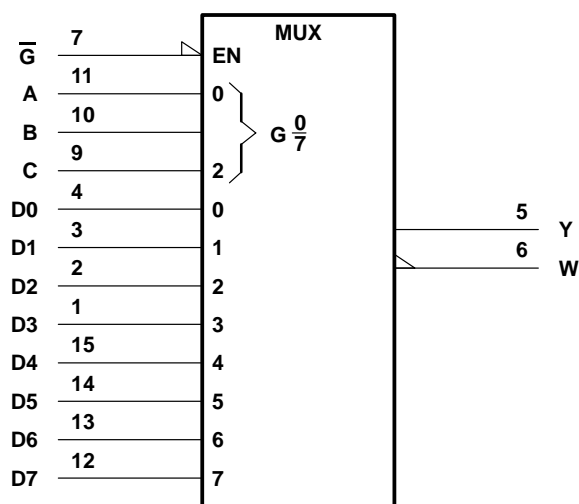 MUX
G̅ 7 EN
A 11 0
B 10
G 0/7
C 9 2
D0 4 0
D1 3 1
D2 2 2
D3 1 3
D4 15 4
D5 14 5
D6 13 6
D7 12 7
5 Y
6 W